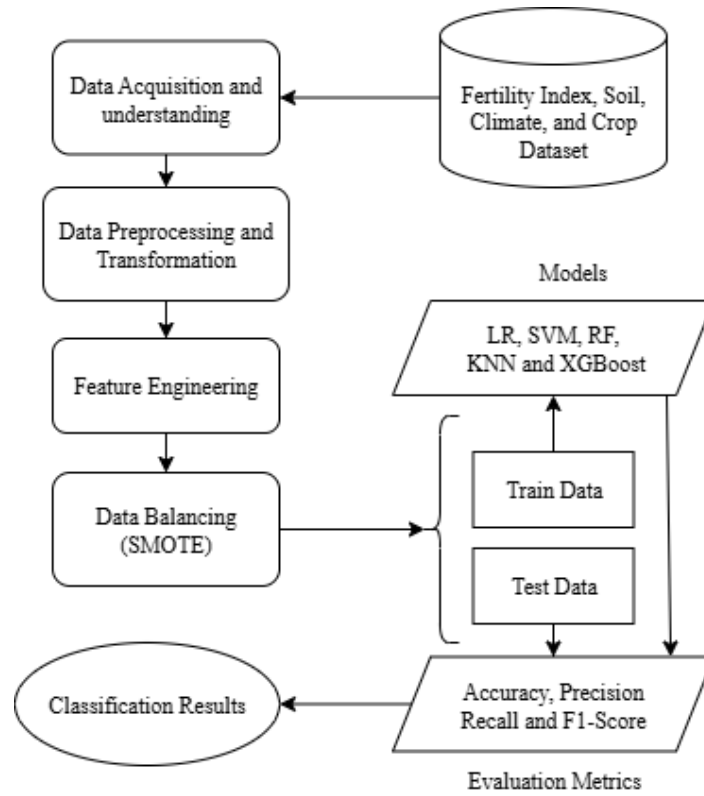 Data Acquisition and
understanding
Fertility Index, Soil,
Climate, and Crop
Dataset
Data Preprocessing and
Transformation
Models
LR, SVM, RF,
KNN and XGBoost
Feature Engineering
Train Data
Data Balancing
(SMOTE)
Test Data
Classification Results
Accuracy, Precision
Recall and F1-Score
Evaluation Metrics